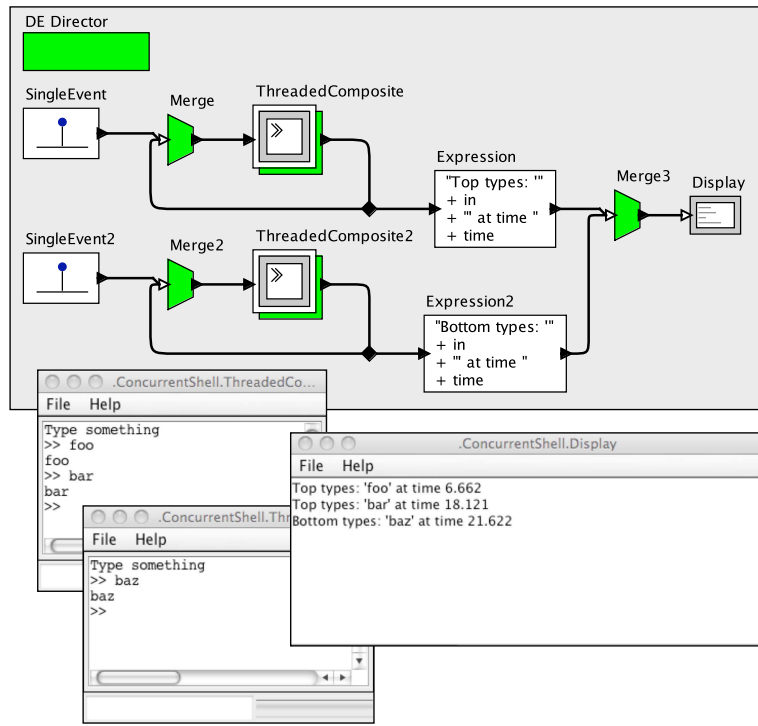 DE Director
SingleEvent
Merge
ThreadedComposite
Expression
"Top types: '"
+ in
+ "' at time "
+ time
Merge3
Display
SingleEvent2
Merge2
ThreadedComposite2
Expression2
"Bottom types: '"
+ in
+ "' at time "
+ time
.ConcurrentShell.ThreadedCo...
File Help
Type something
>> foo
foo
>> bar
bar
>>
.ConcurrentShell.Thr
File Help
Type something
>> baz
baz
>>
.ConcurrentShell.Display
File Help
Top types: 'foo' at time 6.662
Top types: 'bar' at time 18.121
Bottom types: 'baz' at time 21.622